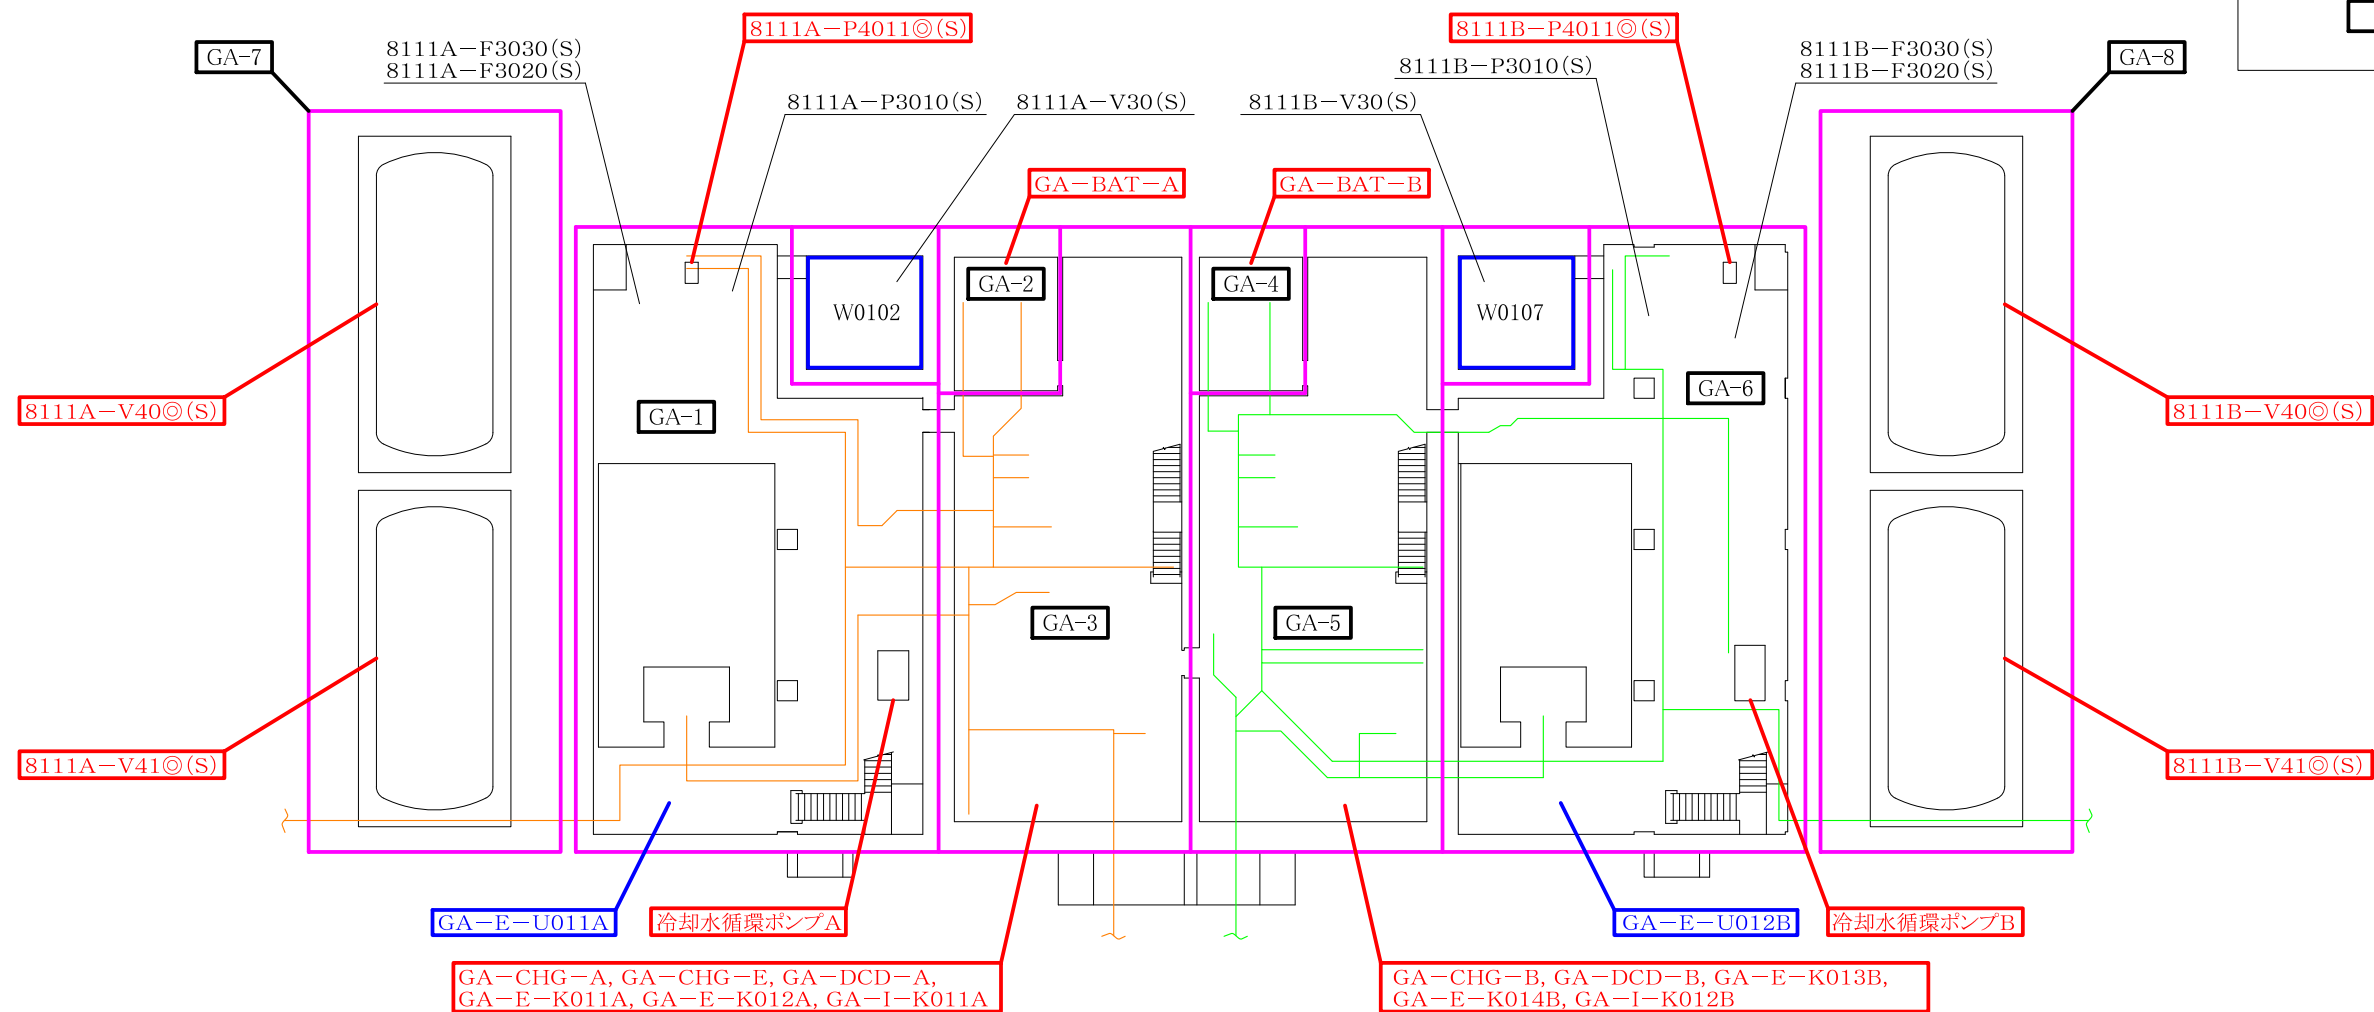 8111A-P4011◎(S)
8111B-P4011◎(S)
GA-7
8111A-F3030(S)
8111A-F3020(S)
8111B-F3030(S)
8111B-F3020(S)
GA-8
8111B-P3010(S)
8111A-P3010(S)
8111A-V30(S)
8111B-V30(S)
GA-BAT-A
GA-BAT-B
GA-2
GA-4
W0102
W0107
GA-6
8111A-V40◎(S)
GA-1
8111B-V40◎(S)
GA-3
GA-5
8111A-V41◎(S)
8111B-V41◎(S)
GA-E-U011A
冷却水循環ポンプA
GA-E-U012B
冷却水循環ポンプB
GA-CHG-A, GA-CHG-E, GA-DCD-A,
GA-E-K011A, GA-E-K012A, GA-I-K011A
GA-CHG-B, GA-DCD-B, GA-E-K013B,
GA-E-K014B, GA-I-K012B